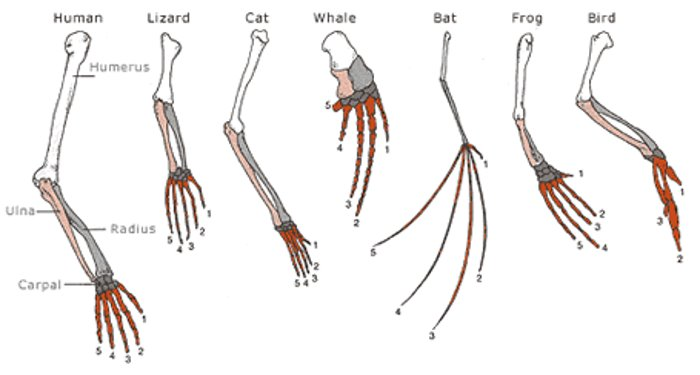 Human Lizard Cat Whale Bat Frog Bird
Humerus
Ulna
Radius
Carpal
5 4 3 2 1
5 4 3 2 1
5 4 3 2 1
5 4 3 2 1
5 4 3 2 1
1 2 3 4 5
1 3 2